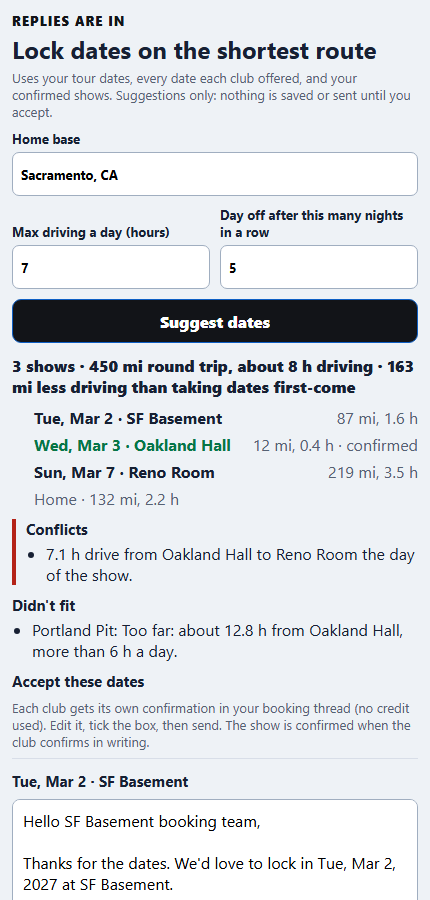 REPLIES ARE IN
Lock dates on the shortest route
Uses your tour dates, every date each club offered, and your
confirmed shows. Suggestions only: nothing is saved or sent until you
accept.
Home base
Sacramento, CA
Max driving a day (hours)
7
Day off after this many nights
in a row
5
Suggest dates
3 shows · 450 mi round trip, about 8 h driving · 163
mi less driving than taking dates first-come
Tue, Mar 2 · SF Basement 87 mi, 1.6 h
Wed, Mar 3 · Oakland Hall 12 mi, 0.4 h · confirmed
Sun, Mar 7 · Reno Room 219 mi, 3.5 h
Home · 132 mi, 2.2 h
Conflicts
• 7.1 h drive from Oakland Hall to Reno Room the day
of the show.
Didn't fit
• Portland Pit: Too far: about 12.8 h from Oakland Hall,
more than 6 h a day.
Accept these dates
Each club gets its own confirmation in your booking thread (no credit
used). Edit it, tick the box, then send. The show is confirmed when the
club confirms in writing.
Tue, Mar 2 · SF Basement
Hello SF Basement booking team,
Thanks for the dates. We'd love to lock in Tue, Mar 2,
2027 at SF Basement.